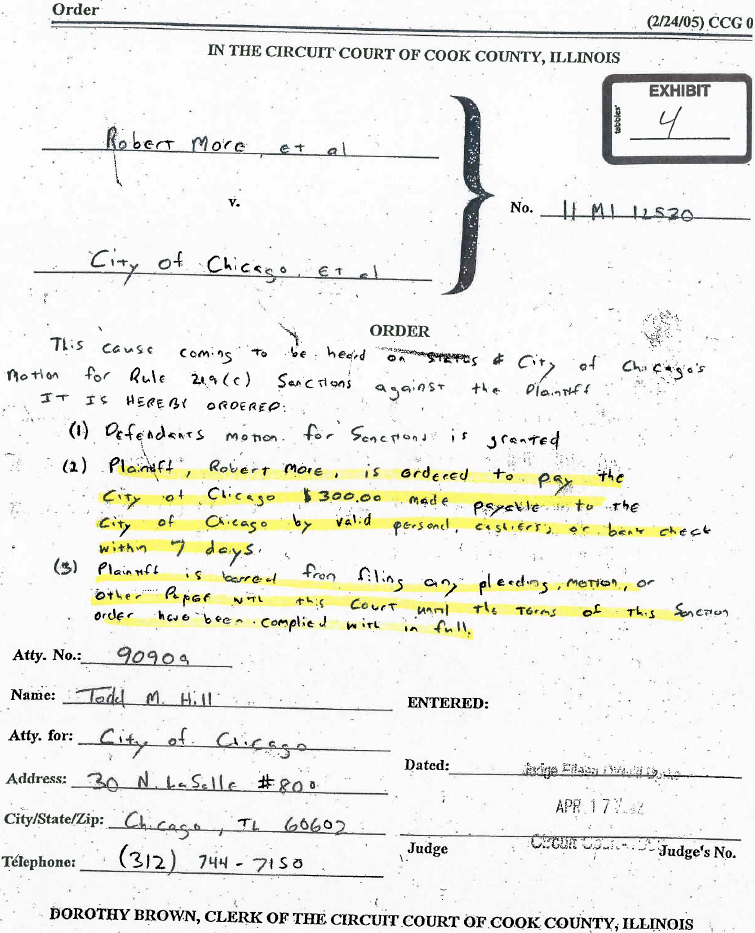 Order
(2/24/05) CCG 0
IN THE CIRCUIT COURT OF COOK COUNTY, ILLINOIS
EXHIBIT
4
tabbies
Robert More, et al
v.
No. 11 M1 12530
City of Chicago, et al
ORDER
This cause coming to be heard on status & City of Chicago's
Motion for Rule 219(c) Sanctions against the Plaintiff
IT IS HEREBY ORDERED:
(1) Defendants motion for Sanctions is granted
(2) Plaintiff, Robert More, is ordered to pay the
City of Chicago $300.00 made payable to the
City of Chicago by valid personal, cashiers, or bank check
within 7 days.
(3) Plaintiff is barred from filing any pleading, motion, or
other Paper with this Court until the terms of this Sanction
order have been complied with in full.
Atty. No.: 90909
Name: Todd M. Hill
ENTERED:
Atty. for: City of Chicago
Dated:
Judge
Address: 30 N. LaSalle #800
APR 17
City/State/Zip: Chicago, IL 60602
Judge
Judge's No.
Telephone: (312) 744-7150
DOROTHY BROWN, CLERK OF THE CIRCUIT COURT OF COOK COUNTY, ILLINOIS